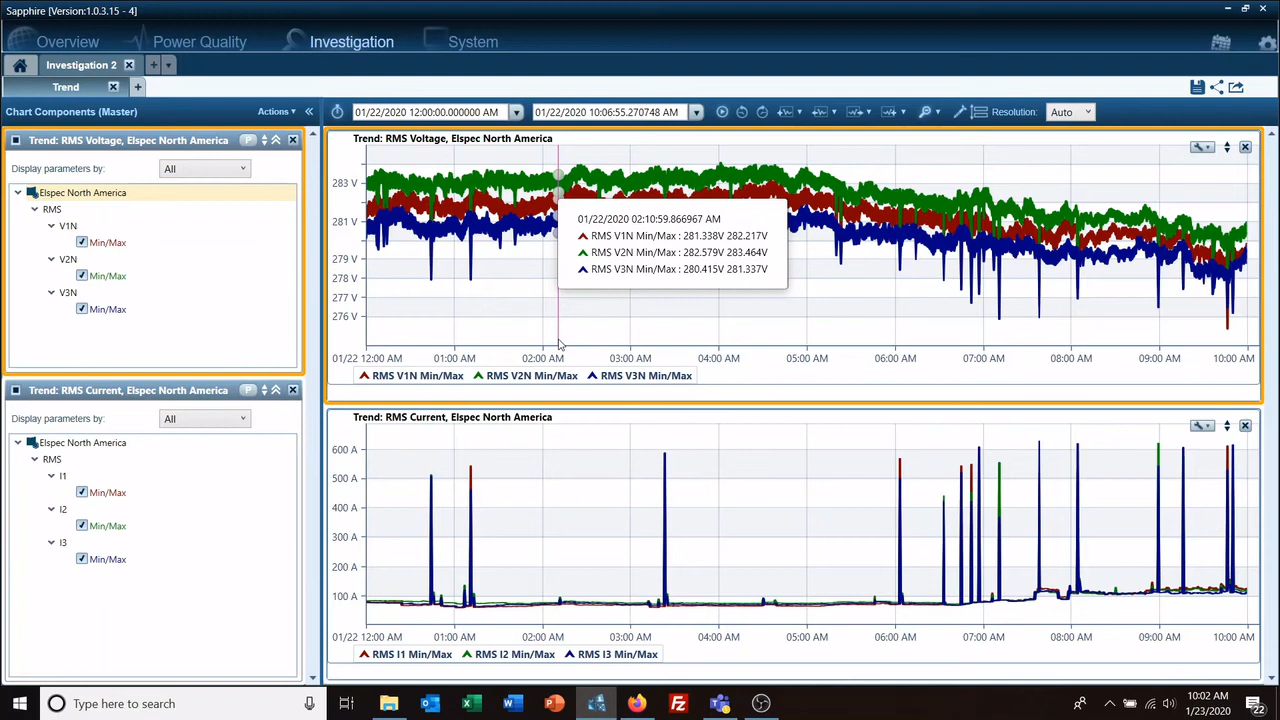 Sapphire (Version:1.0.3.15 - 4)
Overview Power Quality Investigation System
Investigation 2
Trend
Chart Components (Master) Actions
01/22/2020 12:00:00.000000 AM 01/22/2020 10:06:55.270748 AM Resolution: Auto
Trend: RMS Voltage, Elspec North America P
Display parameters by: All
Elspec North America
RMS
V1N
Min/Max
V2N
Min/Max
V3N
Min/Max
Trend: RMS Current, Elspec North America P
Display parameters by: All
Elspec North America
RMS
I1
Min/Max
I2
Min/Max
I3
Min/Max
Trend: RMS Voltage, Elspec North America
283 V
281 V
280 V
279 V
278 V
277 V
276 V
01/22/2020 02:10:59.866967 AM
RMS V1N Min/Max : 281.338V 282.217V
RMS V2N Min/Max : 282.579V 283.464V
RMS V3N Min/Max : 280.415V 281.337V
01/22 12:00 AM 01:00 AM 02:00 AM 03:00 AM 04:00 AM 05:00 AM 06:00 AM 07:00 AM 08:00 AM 09:00 AM 10:00 AM
RMS V1N Min/Max RMS V2N Min/Max RMS V3N Min/Max
Trend: RMS Current, Elspec North America
600 A
500 A
400 A
300 A
200 A
100 A
01/22 12:00 AM 01:00 AM 02:00 AM 03:00 AM 04:00 AM 05:00 AM 06:00 AM 07:00 AM 08:00 AM 09:00 AM 10:00 AM
RMS I1 Min/Max RMS I2 Min/Max RMS I3 Min/Max
Type here to search
10:02 AM
1/23/2020
22